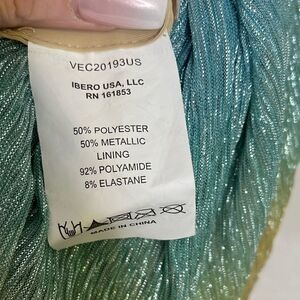 VEC20193US
IBERO USA, LLC
RN 161853
50% POLYESTER
50% METALLIC
LINING
92% POLYAMIDE
8% ELASTANE
MADE IN CHINA